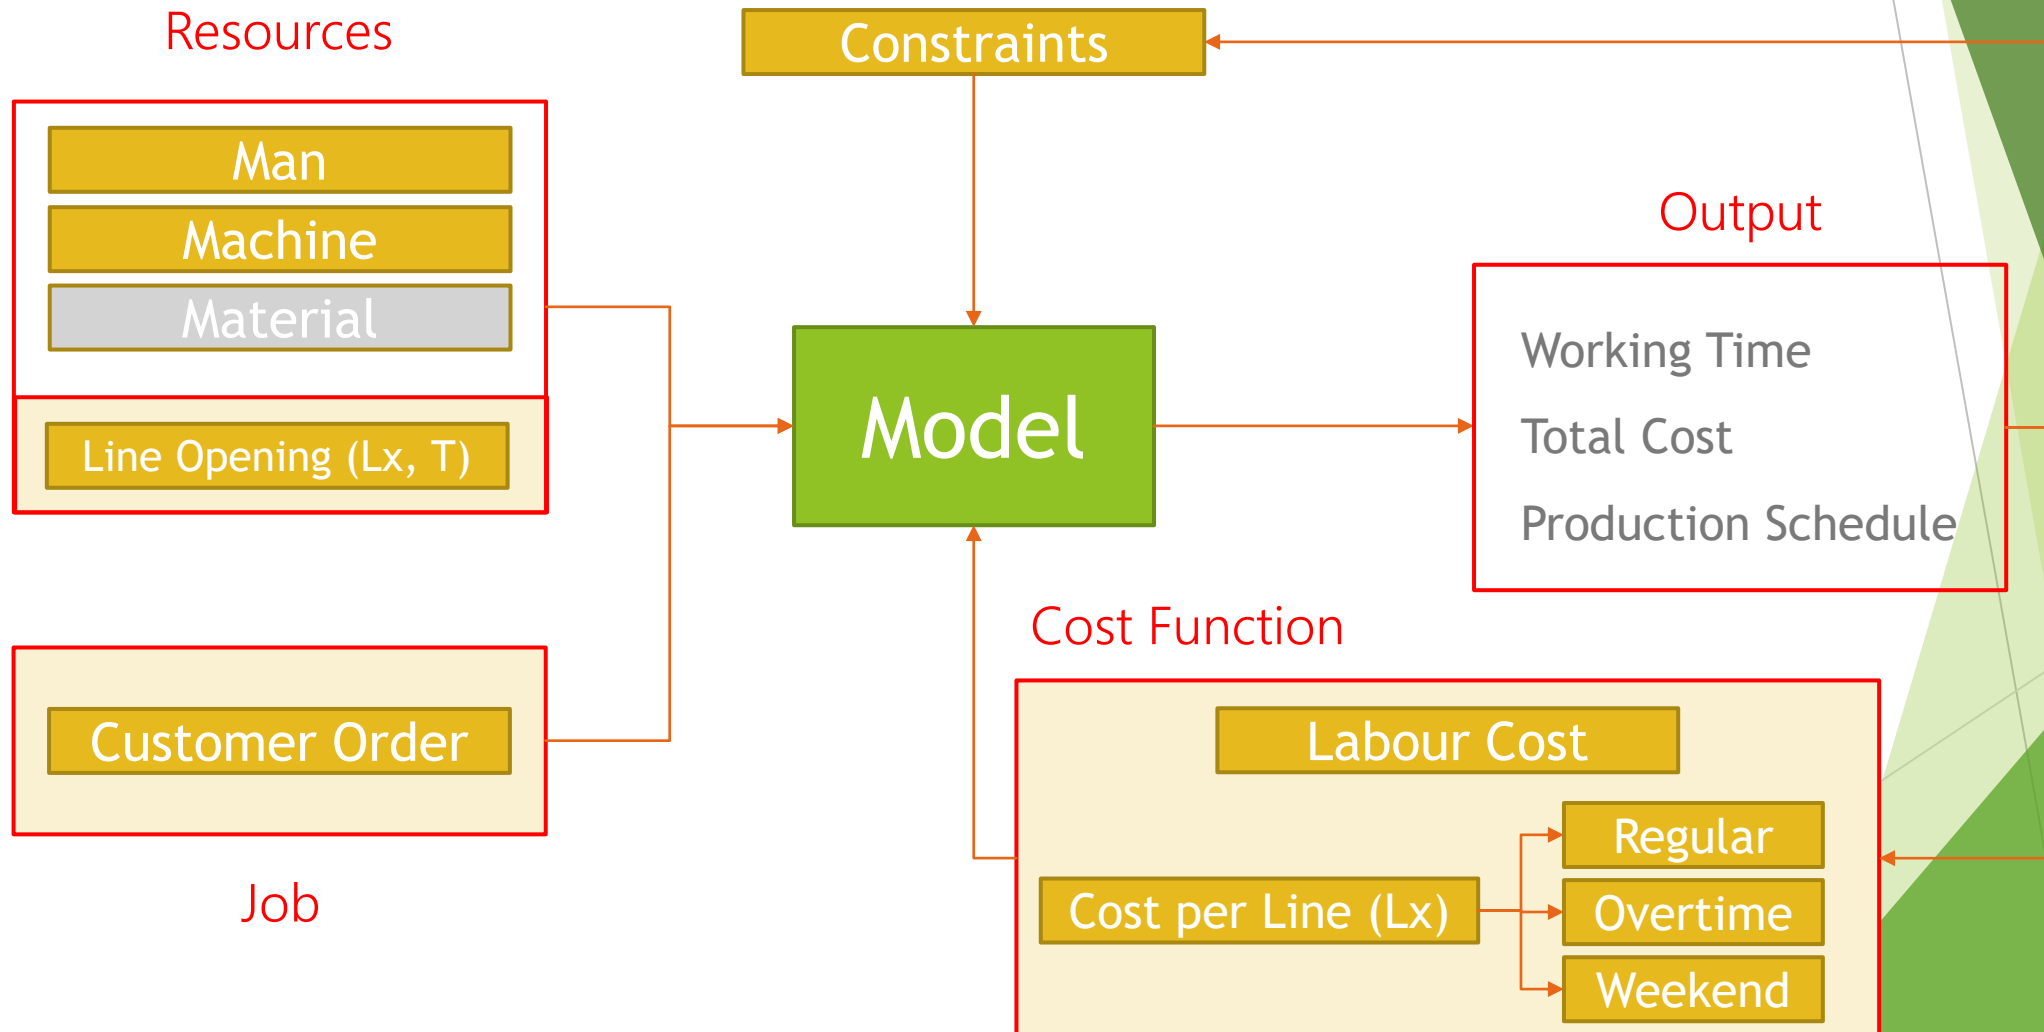 Resources
Constraints
Man
Machine
Material
Line Opening (Lx, T)
Model
Output
Working Time
Total Cost
Production Schedule
Customer Order
Job
Cost Function
Labour Cost
Cost per Line (Lx)
Regular
Overtime
Weekend